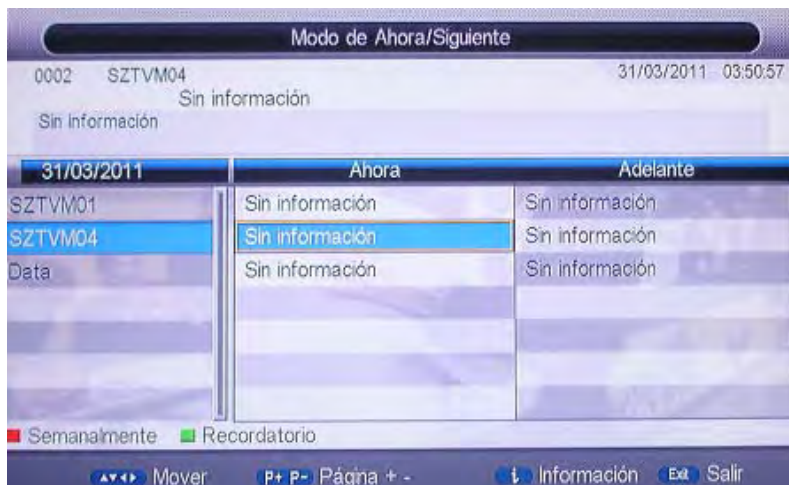 Modo de Ahora/Siguiente
0002 SZTVM04 31/03/2011 03:50:57
Sin información
Sin Información
31/03/2011 Ahora Adelante
SZTVM01 Sin información Sin información
SZTVM04 Sin información Sin información
Data Sin información Sin información
Semanalmente Recordatorio
Mover P+ P- Página + - i Información Exit Salir